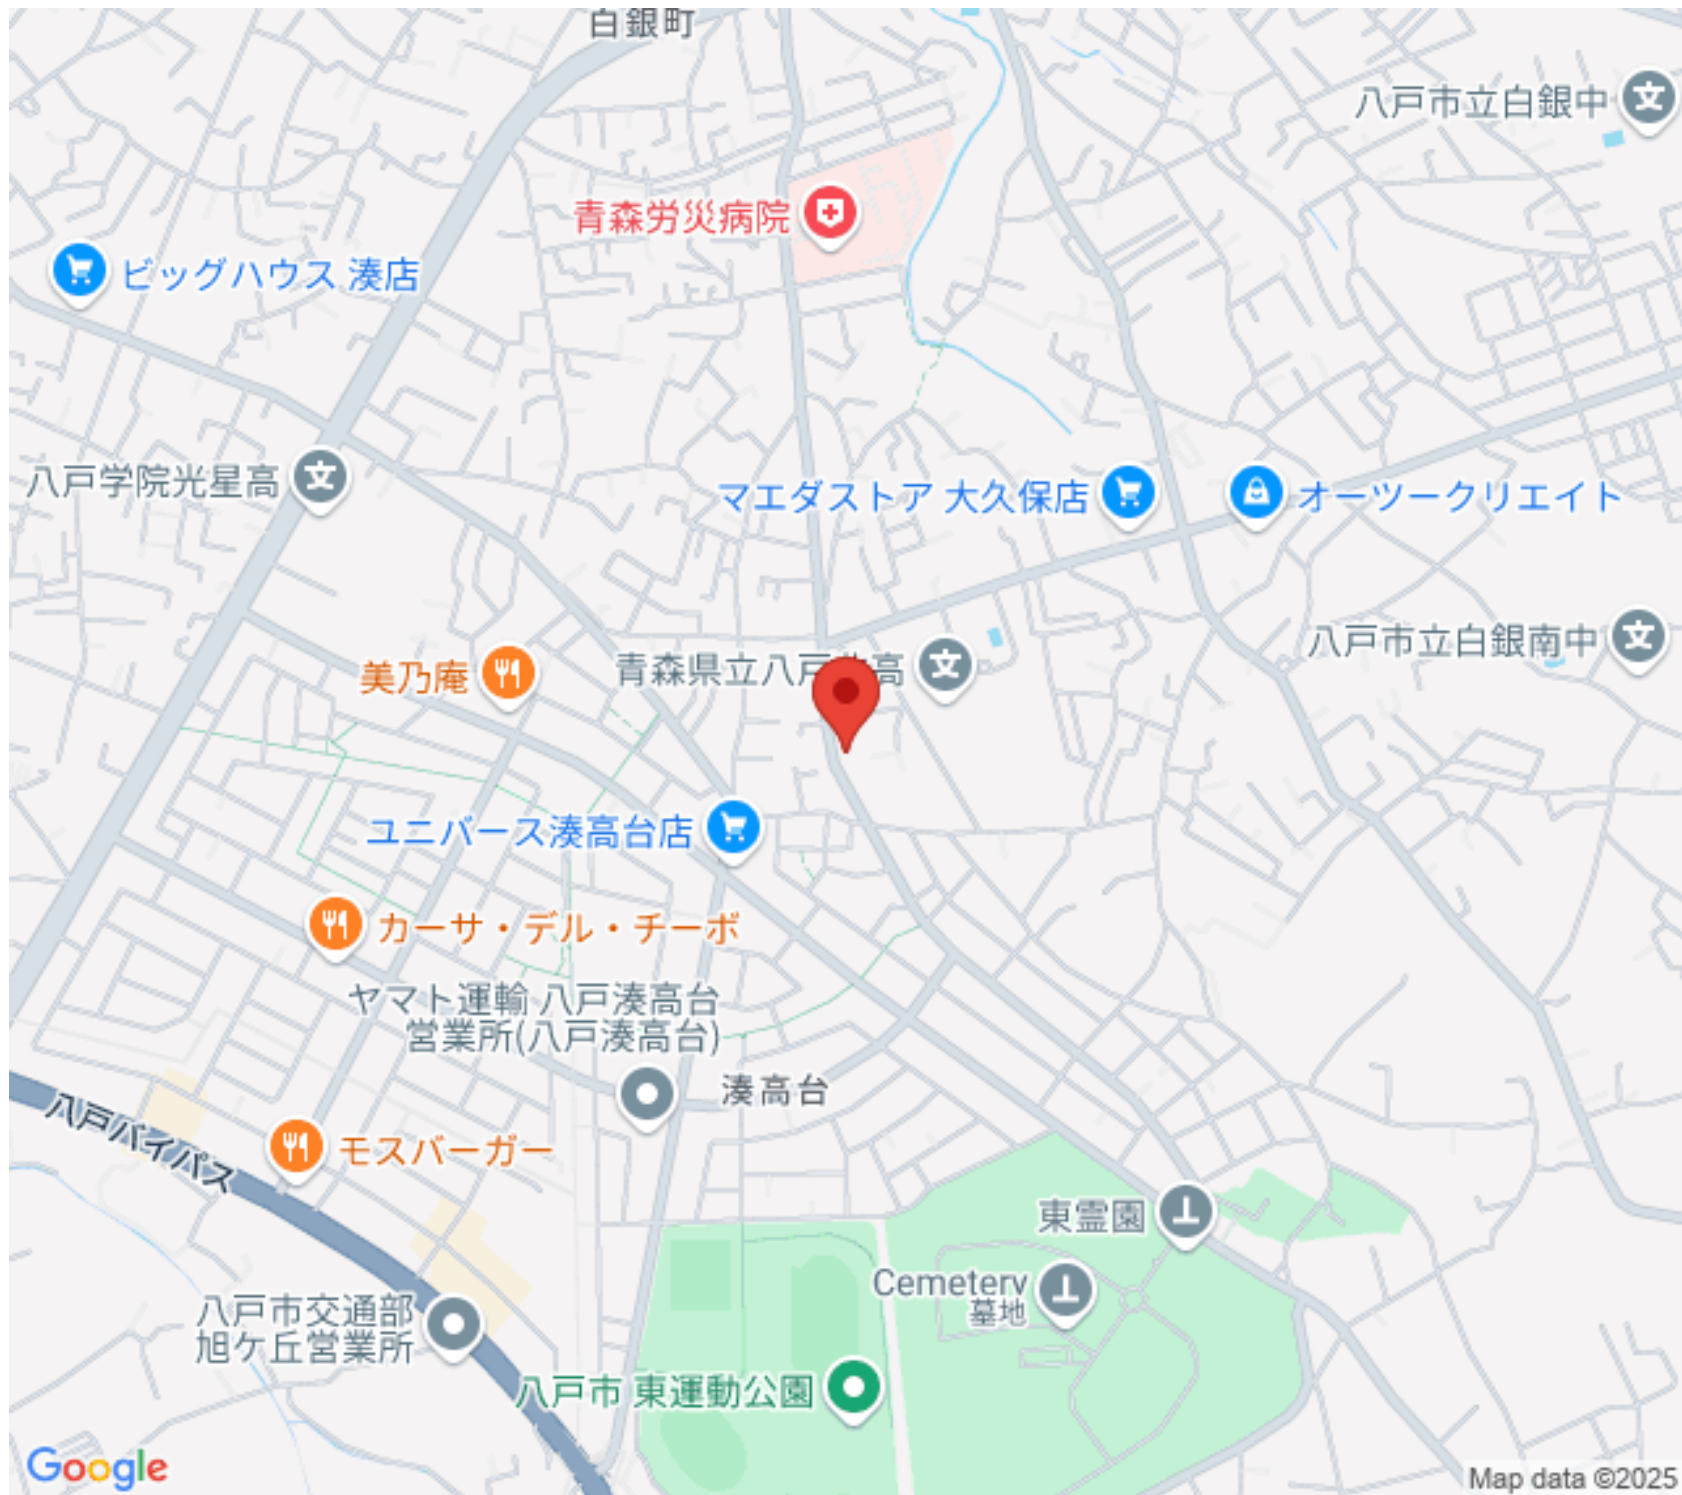 白銀町
八戸市立白銀中
青森労災病院
ビッグハウス 湊店
八戸学院光星高
マエダストア 大久保店
オーツークリエイト
八戸市立白銀南中
青森県立八戸 高
美乃庵
ユニバース湊高台店
カーサ・デル・チーボ
ヤマト運輸 八戸湊高台
営業所(八戸湊高台)
湊高台
八戸バイパス
モスバーガー
東霊園
Cemetery
墓地
八戸市交通部
旭ケ丘営業所
八戸市 東運動公園
Google
Map data ©2025